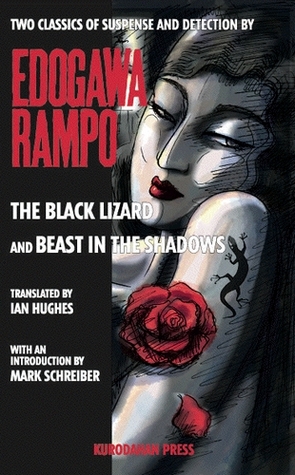 TWO CLASSICS OF SUSPENSE AND DETECTION BY
EDOGAWA
RAMPO
THE BLACK LIZARD
AND BEAST IN THE SHADOWS
TRANSLATED BY
IAN HUGHES
WITH AN
INTRODUCTION BY
MARK SCHREIBER
KURODAHAN PRESS